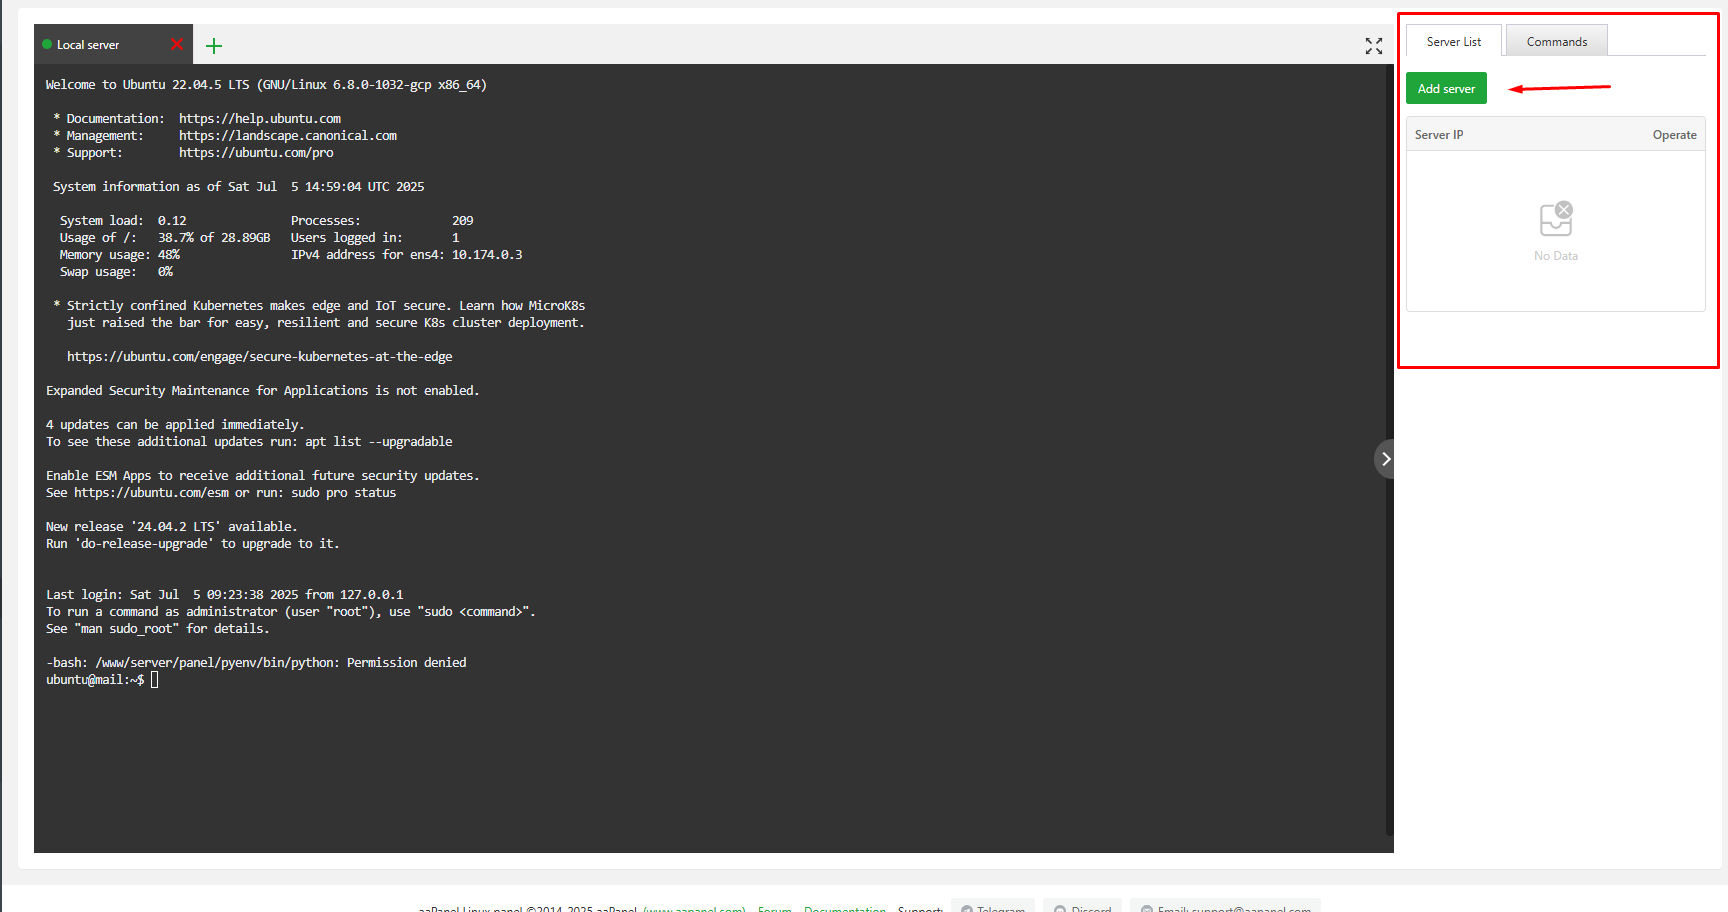 Local server
Welcome to Ubuntu 22.04.5 LTS (GNU/Linux 6.8.0-1032-gcp x86_64)
* Documentation: https://help.ubuntu.com
* Management: https://landscape.canonical.com
* Support: https://ubuntu.com/pro
System information as of Sat Jul 5 14:59:04 UTC 2025
System load: 0.12 Processes: 209
Usage of /: 38.7% of 28.89GB Users logged in: 1
Memory usage: 48% IPv4 address for ens4: 10.174.0.3
Swap usage: 0%
* Strictly confined Kubernetes makes edge and IoT secure. Learn how MicroK8s
just raised the bar for easy, resilient and secure K8s cluster deployment.
https://ubuntu.com/engage/secure-kubernetes-at-the-edge
Expanded Security Maintenance for Applications is not enabled.
4 updates can be applied immediately.
To see these additional updates run: apt list --upgradable
Enable ESM Apps to receive additional future security updates.
See https://ubuntu.com/esm or run: sudo pro status
New release '24.04.2 LTS' available.
Run 'do-release-upgrade' to upgrade to it.
Last login: Sat Jul 5 09:23:38 2025 from 127.0.0.1
To run a command as administrator (user "root"), use "sudo <command>".
See "man sudo_root" for details.
-bash: /www/server/panel/pyenv/bin/python: Permission denied
ubuntu@mail:~$
Server List Commands
Add server
Server IP Operate
No Data
aaPanel Linux panel ©2014-2025 aaPanel (www.aapanel.com) Forum Documentation Support: Telegram Discord Email: support@aapanel.com